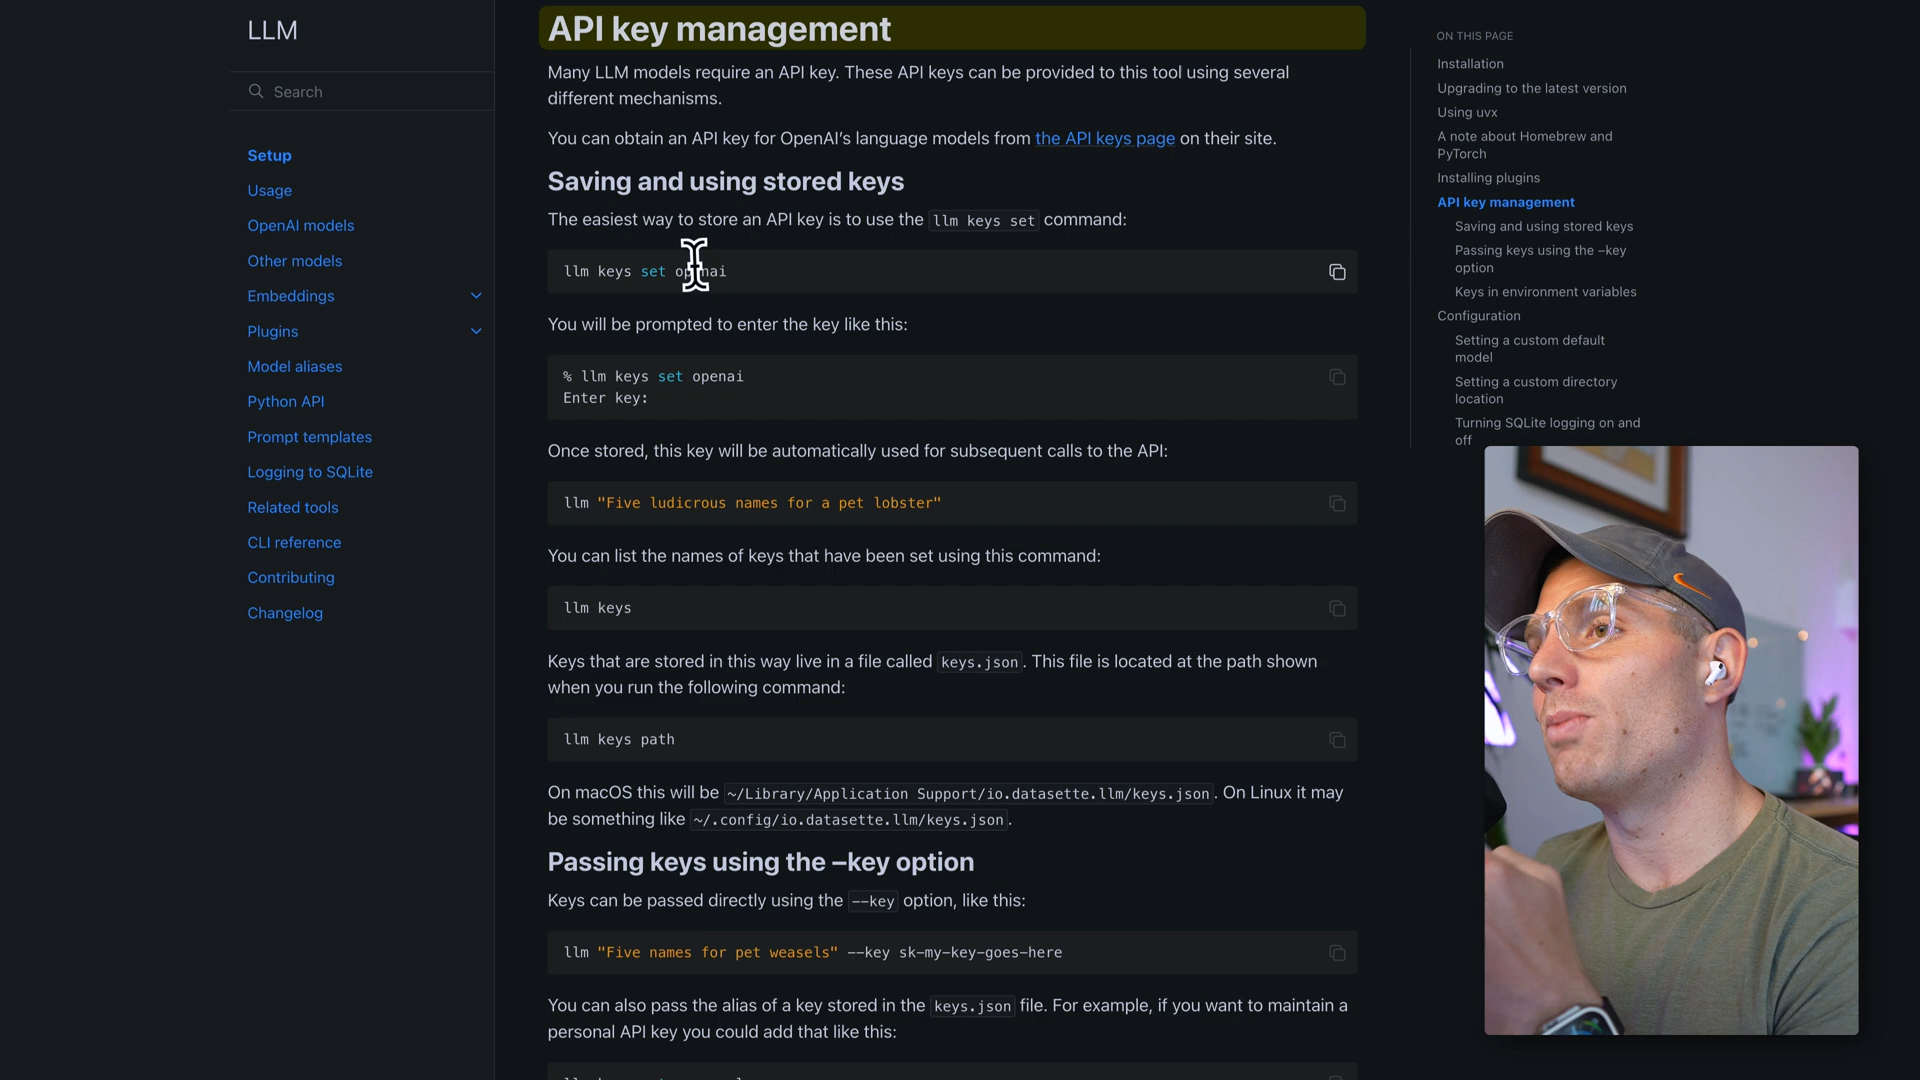 LLM
Search
Setup
Usage
OpenAI models
Other models
Embeddings
Plugins
Model aliases
Python API
Prompt templates
Logging to SQLite
Related tools
CLI reference
Contributing
Changelog
API key management
Many LLM models require an API key. These API keys can be provided to this tool using several
different mechanisms.
You can obtain an API key for OpenAI's language models from the API keys page on their site.
Saving and using stored keys
The easiest way to store an API key is to use the llm keys set command:
llm keys set openai
You will be prompted to enter the key like this:
% llm keys set openai
Enter key:
Once stored, this key will be automatically used for subsequent calls to the API:
llm "Five ludicrous names for a pet lobster"
You can list the names of keys that have been set using this command:
llm keys
Keys that are stored in this way live in a file called keys.json. This file is located at the path shown
when you run the following command:
llm keys path
On macOS this will be ~/Library/Application Support/io.datasette.llm/keys.json. On Linux it may
be something like ~/.config/io.datasette.llm/keys.json.
Passing keys using the –key option
Keys can be passed directly using the --key option, like this:
llm "Five names for pet weasels" --key sk-my-key-goes-here
You can also pass the alias of a key stored in the keys.json file. For example, if you want to maintain a
personal API key you could add that like this:
ON THIS PAGE
Installation
Upgrading to the latest version
Using uvx
A note about Homebrew and
PyTorch
Installing plugins
API key management
Saving and using stored keys
Passing keys using the –key
option
Keys in environment variables
Configuration
Setting a custom default
model
Setting a custom directory
location
Turning SQLite logging on and
off